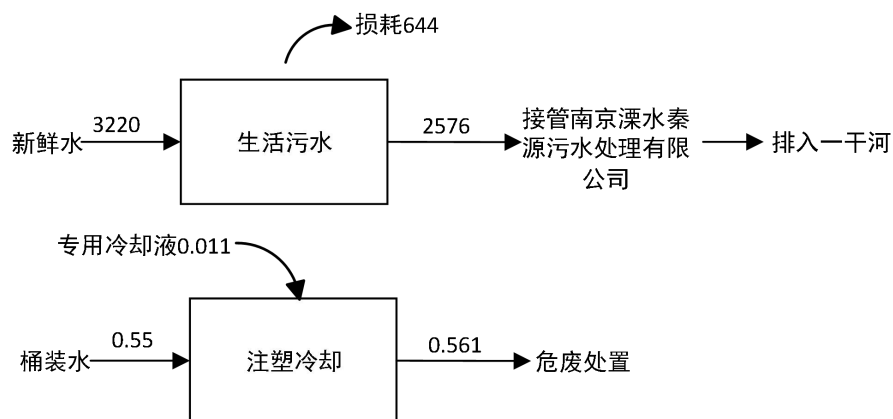 损耗644
新鲜水
3220
生活污水
2576
接管南京溧水秦
源污水处理有限
公司
排入一干河
专用冷却液0.011
桶装水
0.55
注塑冷却
0.561
危废处置